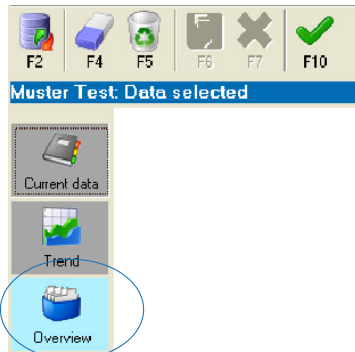 F2 F4 F5 F6 F7 F10
Muster Test: Data selected
Current data
Trend
Overview